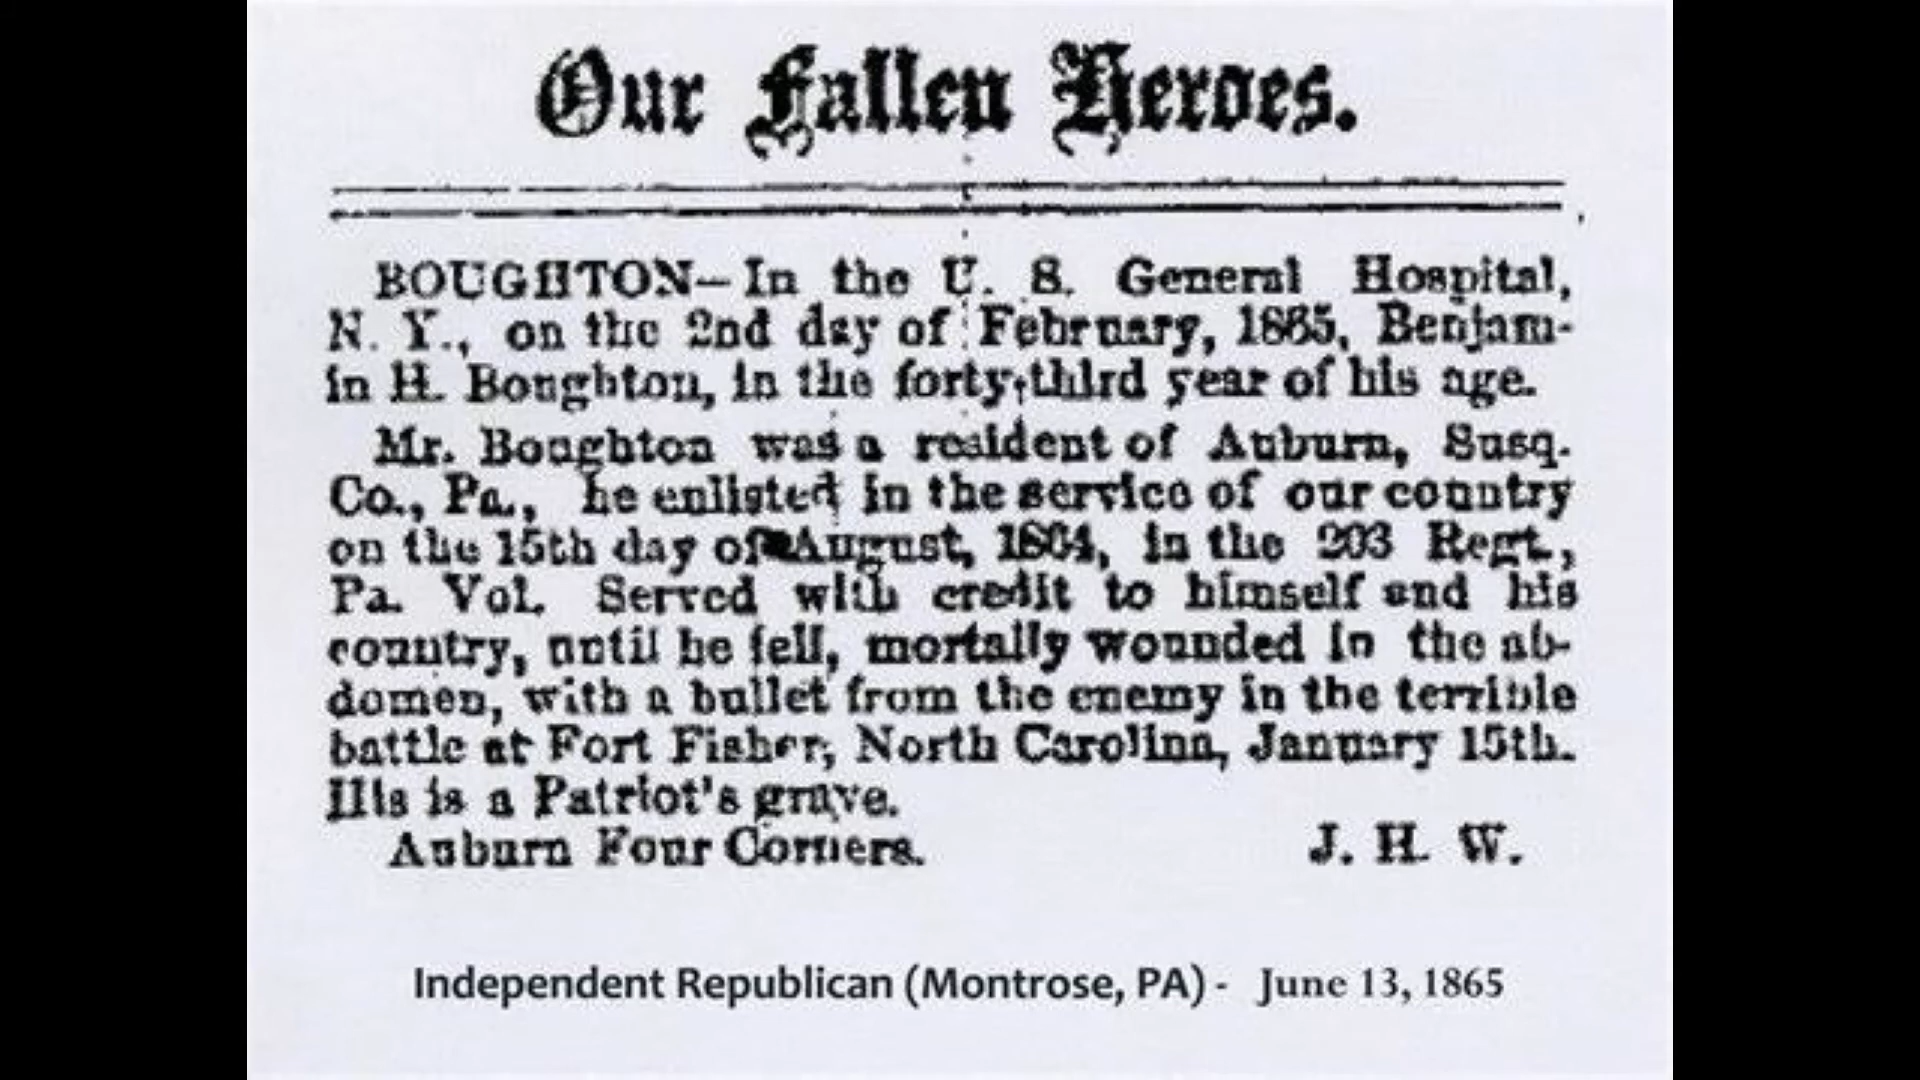 Our Fallen Heroes.
BOUGHTON—In the U. S. General Hospital,
N. Y., on the 2nd day of February, 1865, Benjam-
in H. Boughton, in the forty-third year of his age.
Mr. Boughton was a resident of Auburn, Susq.
Co., Pa., he enlisted in the service of our country
on the 15th day of August, 1864, in the 203 Regt.,
Pa. Vol. Served with credit to himself and his
country, until he fell, mortally wounded in the ab-
domen, with a bullet from the enemy in the terrible
battle at Fort Fisher, North Carolina, January 15th.
His is a Patriot's grave.
Auburn Four Corners. J. H. W.
Independent Republican (Montrose, PA) - June 13, 1865